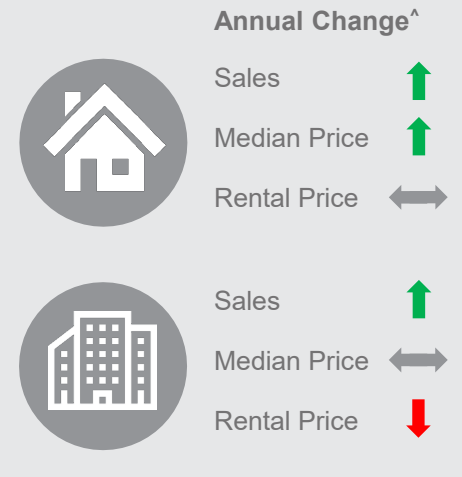 Annual Change^
Sales
Median Price
Rental Price
Sales
Median Price
Rental Price